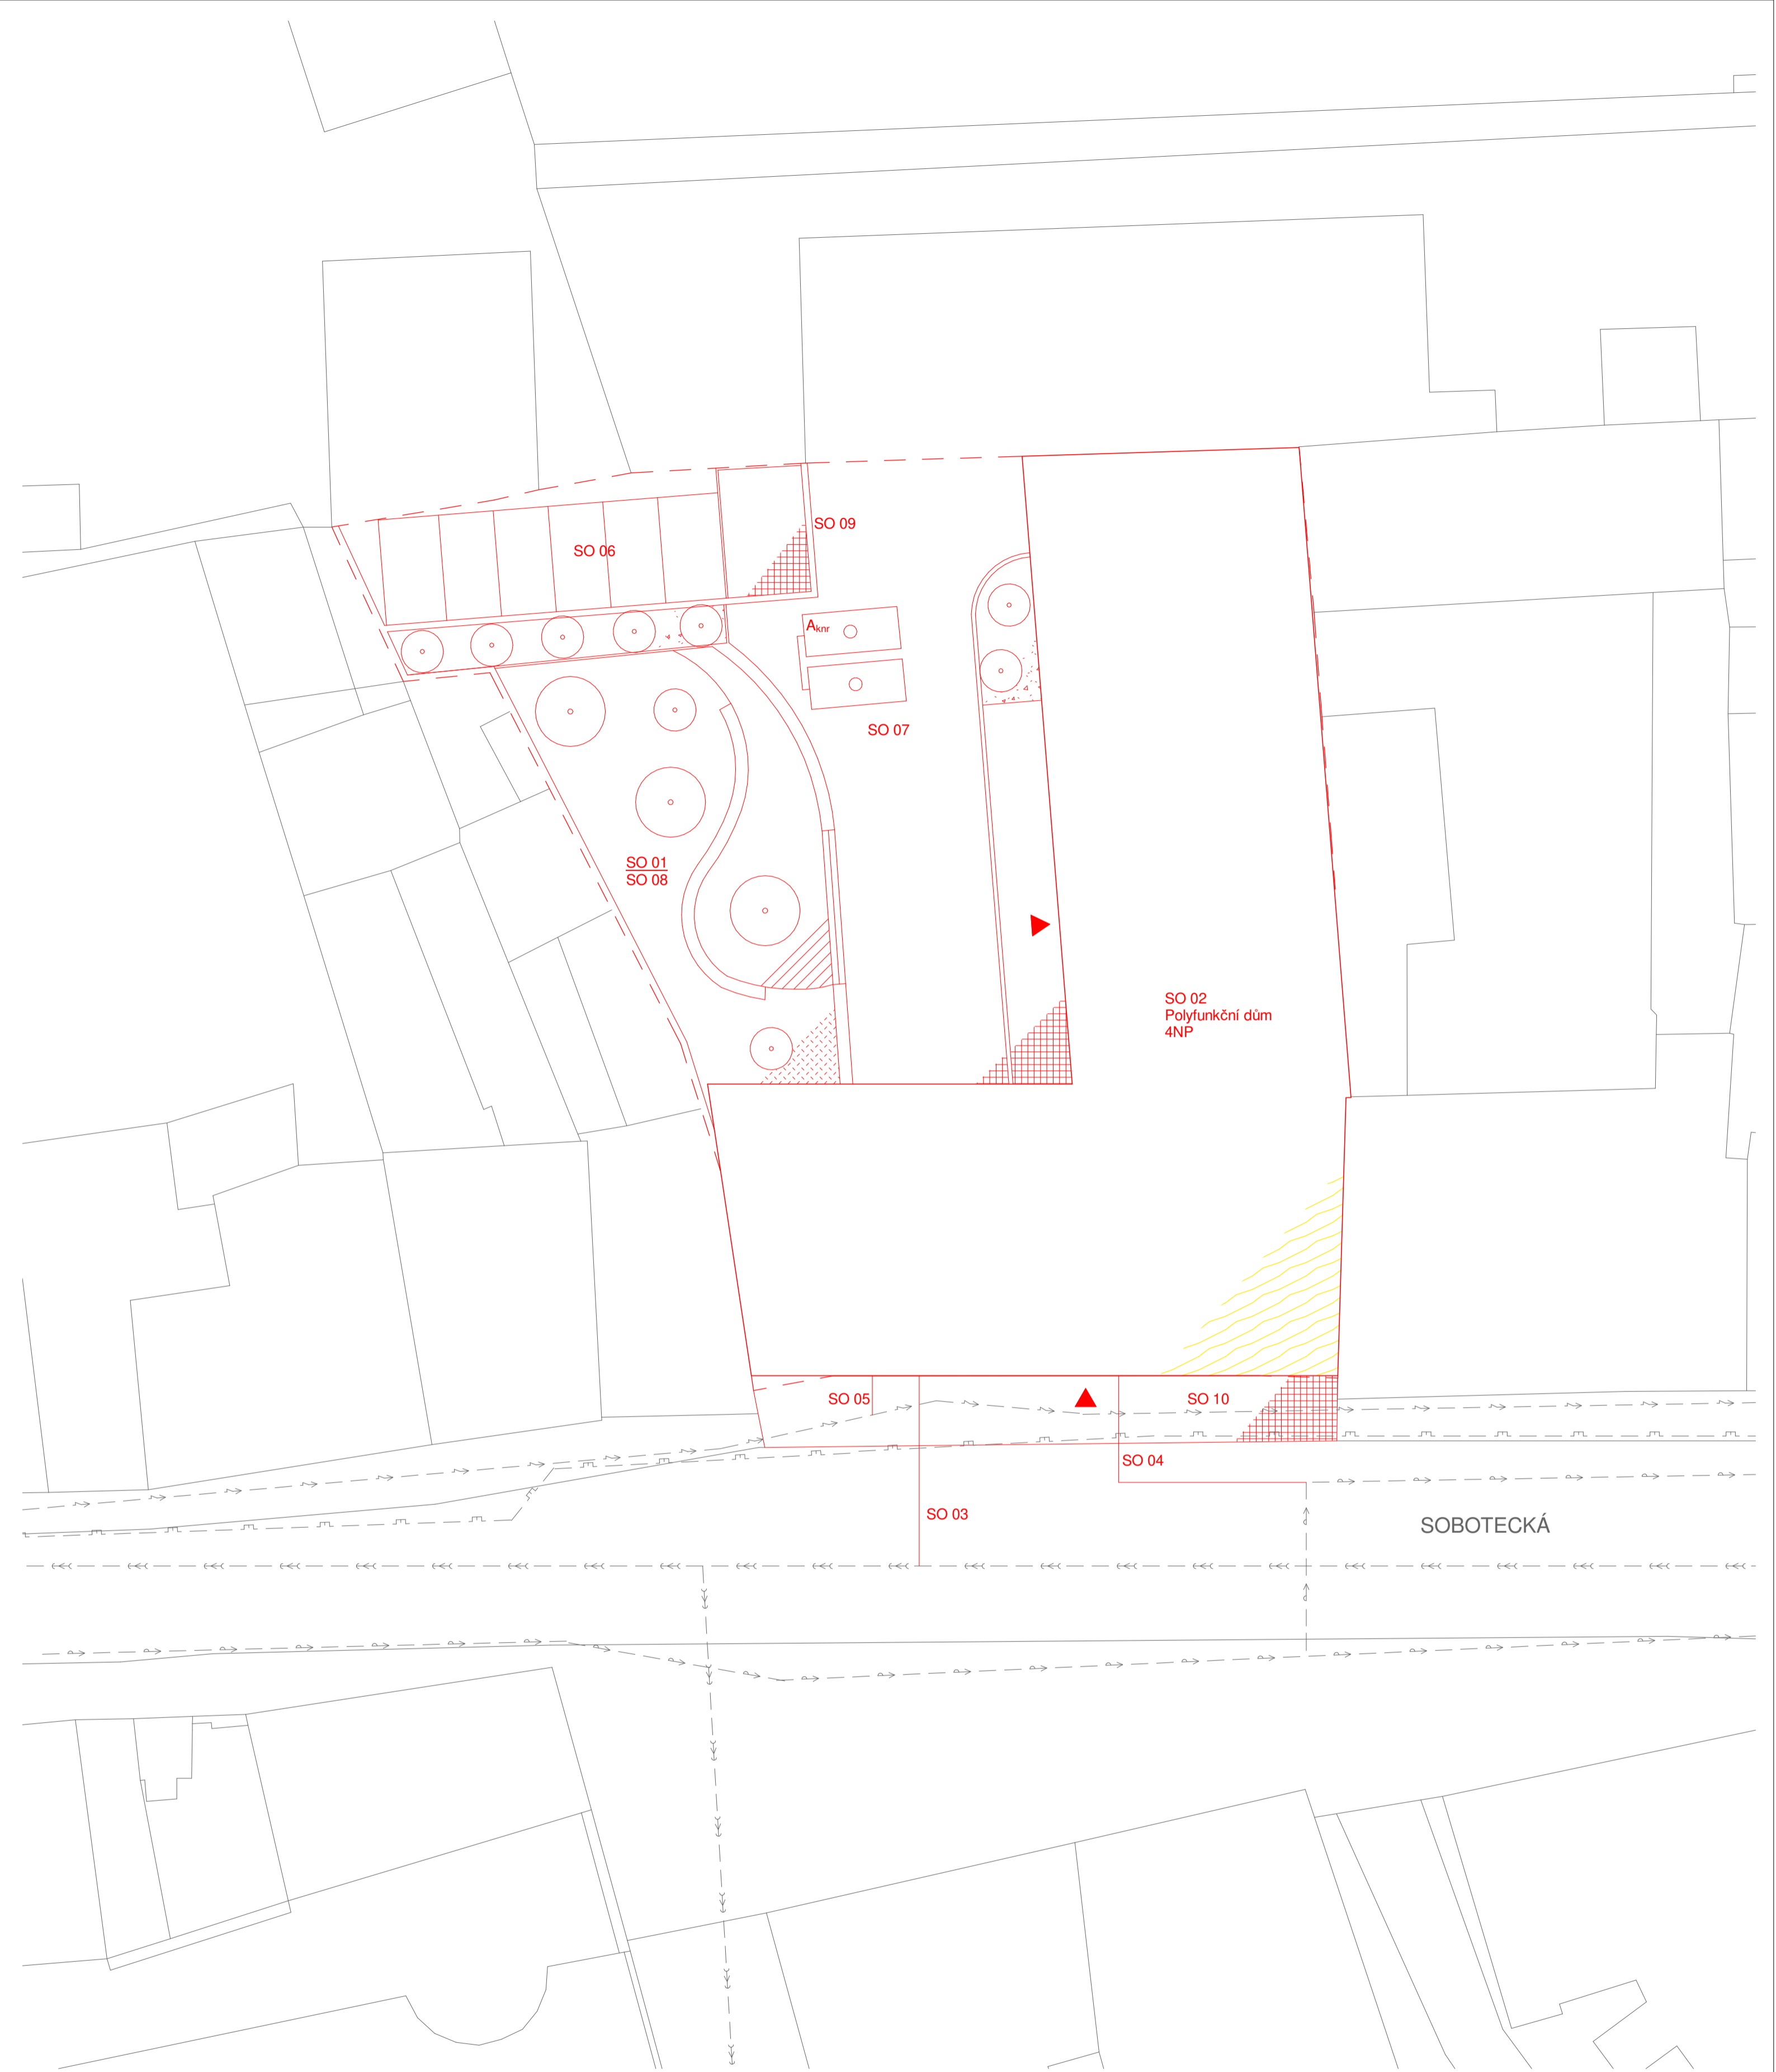 SO 09
SO 06
Aknr
SO 07
SO 01
SO 08
SO 02
Polyfunkční dům
4NP
SO 05
SO 10
SO 04
SO 03
SOBOTECKÁ